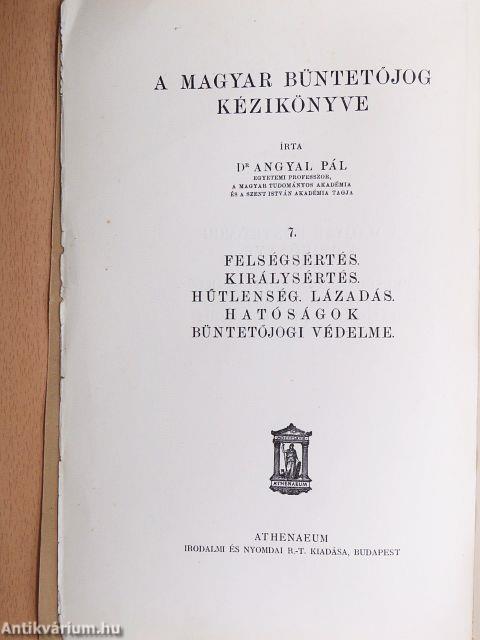 A MAGYAR BÜNTETŐJOG
KÉZIKÖNYVE
ÍRTA
Dᴿ ANGYAL PÁL
EGYETEMI PROFESSZOR,
A MAGYAR TUDOMÁNYOS AKADÉMIA
ÉS A SZENT ISTVÁN AKADÉMIA TAGJA
7.
FELSÉGSÉRTÉS.
KIRÁLYSÉRTÉS.
HŰTLENSÉG. LÁZADÁS.
HATÓSÁGOK
BÜNTETŐJOGI VÉDELME.
ATHENAEUM
ATHENAEUM
IRODALMI ÉS NYOMDAI R.-T. KIADÁSA, BUDAPEST
Antikvárium.hu